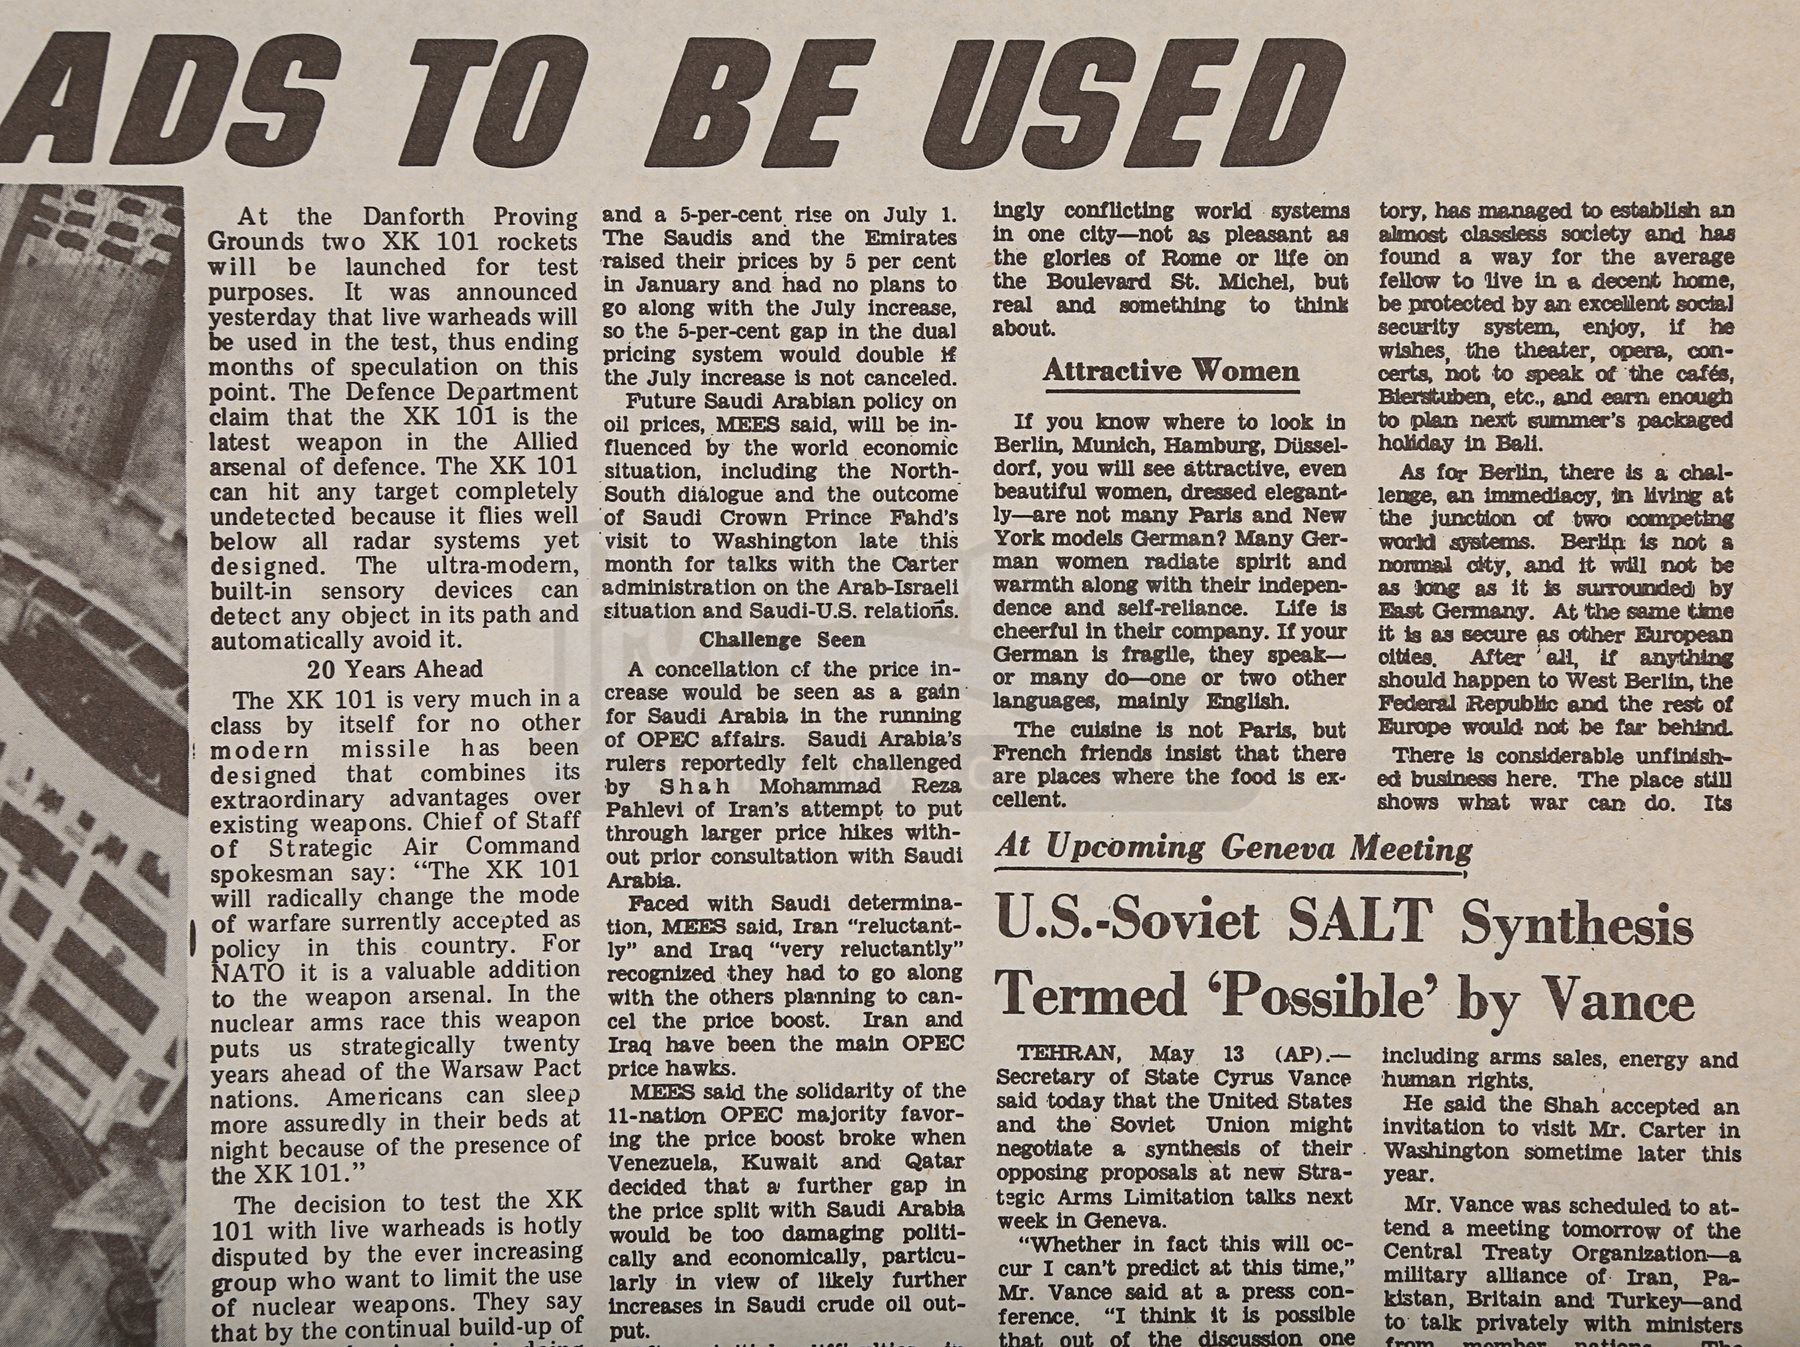 ADS TO BE USED
At the Danforth Proving
Grounds two XK 101 rockets
will be launched for test
purposes. It was announced
yesterday that live warheads will
be used in the test, thus ending
months of speculation on this
point. The Defence Department
claim that the XK 101 is the
latest weapon in the Allied
arsenal of defence. The XK 101
can hit any target completely
undetected because it flies well
below all radar systems yet
designed. The ultra-modern,
built-in sensory devices can
detect any object in its path and
automatically avoid it.
20 Years Ahead
The XK 101 is very much in a
class by itself for no other
modern missile has been
designed that combines its
extraordinary advantages over
existing weapons. Chief of Staff
of Strategic Air Command
spokesman say: “The XK 101
will radically change the mode
of warfare surrently accepted as
policy in this country. For
NATO it is a valuable addition
to the weapon arsenal. In the
nuclear arms race this weapon
puts us strategically twenty
years ahead of the Warsaw Pact
nations. Americans can sleep
more assuredly in their beds at
night because of the presence of
the XK 101.”
The decision to test the XK
101 with live warheads is hotly
disputed by the ever increasing
group who want to limit the use
of nuclear weapons. They say
that by the continual build-up of
and a 5-per-cent rise on July 1.
The Saudis and the Emirates
raised their prices by 5 per cent
in January and had no plans to
go along with the July increase,
so the 5-per-cent gap in the dual
pricing system would double if
the July increase is not canceled.
Future Saudi Arabian policy on
oil prices, MEES said, will be in-
fluenced by the world economic
situation, including the North-
South dialogue and the outcome
of Saudi Crown Prince Fahd's
visit to Washington late this
month for talks with the Carter
administration on the Arab-Israeli
situation and Saudi-U.S. relations.
Challenge Seen
A concellation of the price in-
crease would be seen as a gain
for Saudi Arabia in the running
of OPEC affairs. Saudi Arabia's
rulers reportedly felt challenged
by Shah Mohammad Reza
Pahlevi of Iran's attempt to put
through larger price hikes with-
out prior consultation with Saudi
Arabia.
Faced with Saudi determina-
tion, MEES said, Iran “reluctant-
ly” and Iraq “very reluctantly”
recognized they had to go along
with the others planning to can-
cel the price boost. Iran and
Iraq have been the main OPEC
price hawks.
MEES said the solidarity of the
11-nation OPEC majority favor-
ing the price boost broke when
Venezuela, Kuwait and Qatar
decided that a further gap in
the price split with Saudi Arabia
would be too damaging politi-
cally and economically, particu-
larly in view of likely further
increases in Saudi crude oil out-
put.
ingly conflicting world systems
in one city—not as pleasant as
the glories of Rome or life on
the Boulevard St. Michel, but
real and something to think
about.
Attractive Women
If you know where to look in
Berlin, Munich, Hamburg, Düssel-
dorf, you will see attractive, even
beautiful women, dressed elegant-
ly—are not many Paris and New
York models German? Many Ger-
man women radiate spirit and
warmth along with their indepen-
dence and self-reliance. Life is
cheerful in their company. If your
German is fragile, they speak—
or many do—one or two other
languages, mainly English.
The cuisine is not Paris, but
French friends insist that there
are places where the food is ex-
cellent.
tory, has managed to establish an
almost classless society and has
found a way for the average
fellow to live in a decent home,
be protected by an excellent social
security system, enjoy, if he
wishes, the theater, opera, con-
certs, not to speak of the cafés,
Bierstuben, etc., and earn enough
to plan next summer's packaged
holiday in Bali.
As for Berlin, there is a chal-
lenge, an immediacy, in living at
the junction of two competing
world systems. Berlin is not a
normal city, and it will not be
as long as it is surrounded by
East Germany. At the same time
it is as secure as other European
cities. After all, if anything
should happen to West Berlin, the
Federal Republic and the rest of
Europe would not be far behind.
There is considerable unfinish-
ed business here. The place still
shows what war can do. Its
At Upcoming Geneva Meeting
U.S.-Soviet SALT Synthesis
Termed ‘Possible’ by Vance
TEHRAN, May 13 (AP).—
Secretary of State Cyrus Vance
said today that the United States
and the Soviet Union might
negotiate a synthesis of their
opposing proposals at new Stra-
tegic Arms Limitation talks next
week in Geneva.
“Whether in fact this will oc-
cur I can't predict at this time,”
Mr. Vance said at a press con-
ference. “I think it is possible
that out of the discussion one
including arms sales, energy and
human rights.
He said the Shah accepted an
invitation to visit Mr. Carter in
Washington sometime later this
year.
Mr. Vance was scheduled to at-
tend a meeting tomorrow of the
Central Treaty Organization—a
military alliance of Iran, Pa-
kistan, Britain and Turkey—and
to talk privately with ministers
from member nations. The